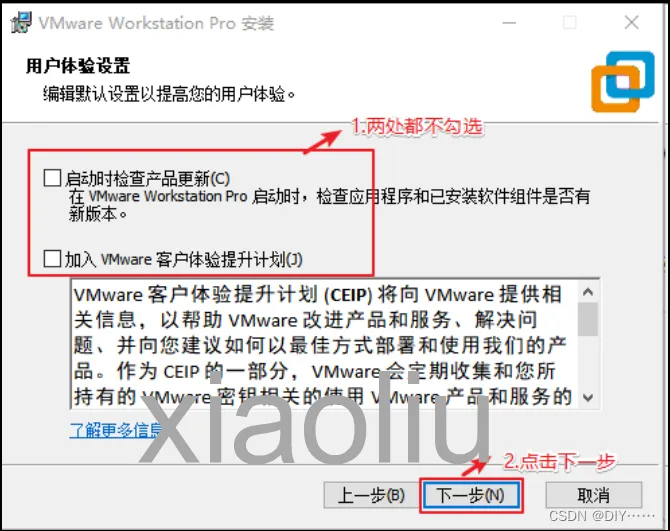 VMware Workstation Pro 安装
用户体验设置
编辑默认设置以提高您的用户体验。
1.两处都不勾选
启动时检查产品更新(C)
在 VMware Workstation Pro 启动时，检查应用程序和已安装软件组件是否有
新版本。
加入 VMware 客户体验提升计划(J)
VMware 客户体验提升计划 (CEIP) 将向 VMware 提供相
关信息，以帮助 VMware 改进产品和服务、解决问
题、并向您建议如何以最佳方式部署和使用我们的产
品。作为 CEIP 的一部分，VMware 会定期收集和您所
持有的 VMware 密钥相关的使用 VMware 产品和服务的
xiaoliu
了解更多信息
2.点击下一步
上一步(B)
下一步(N)
取消
CSDN @DIY……